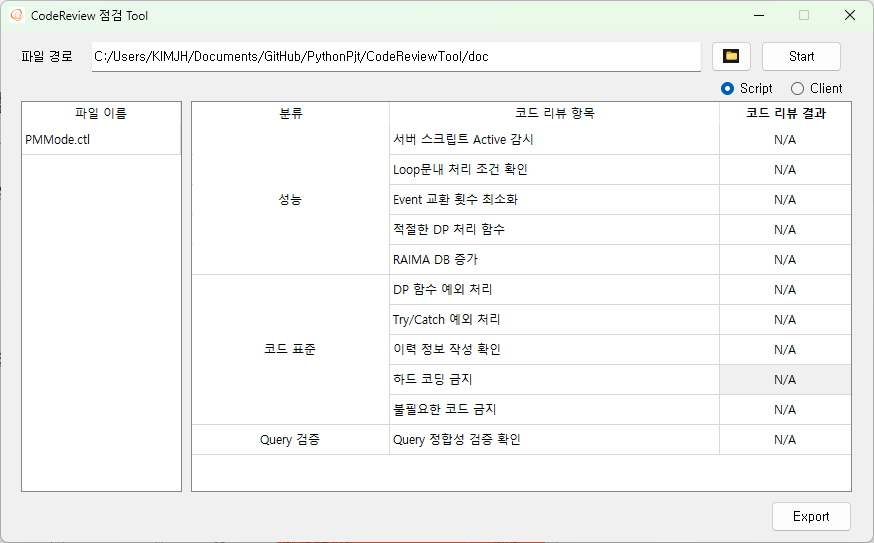 CodeReview 점검 Tool
파일 경로 C:/Users/KIMJH/Documents/GitHub/PythonPjt/CodeReviewTool/doc Start
Script Client
파일 이름 분류 코드 리뷰 항목 코드 리뷰 결과
PMMode.ctl 서버 스크립트 Active 감시 N/A
Loop문내 처리 조건 확인 N/A
성능 Event 교환 횟수 최소화 N/A
적절한 DP 처리 함수 N/A
RAIMA DB 증가 N/A
DP 함수 예외 처리 N/A
Try/Catch 예외 처리 N/A
코드 표준 이력 정보 작성 확인 N/A
하드 코딩 금지 N/A
불필요한 코드 금지 N/A
Query 검증 Query 정합성 검증 확인 N/A
Export